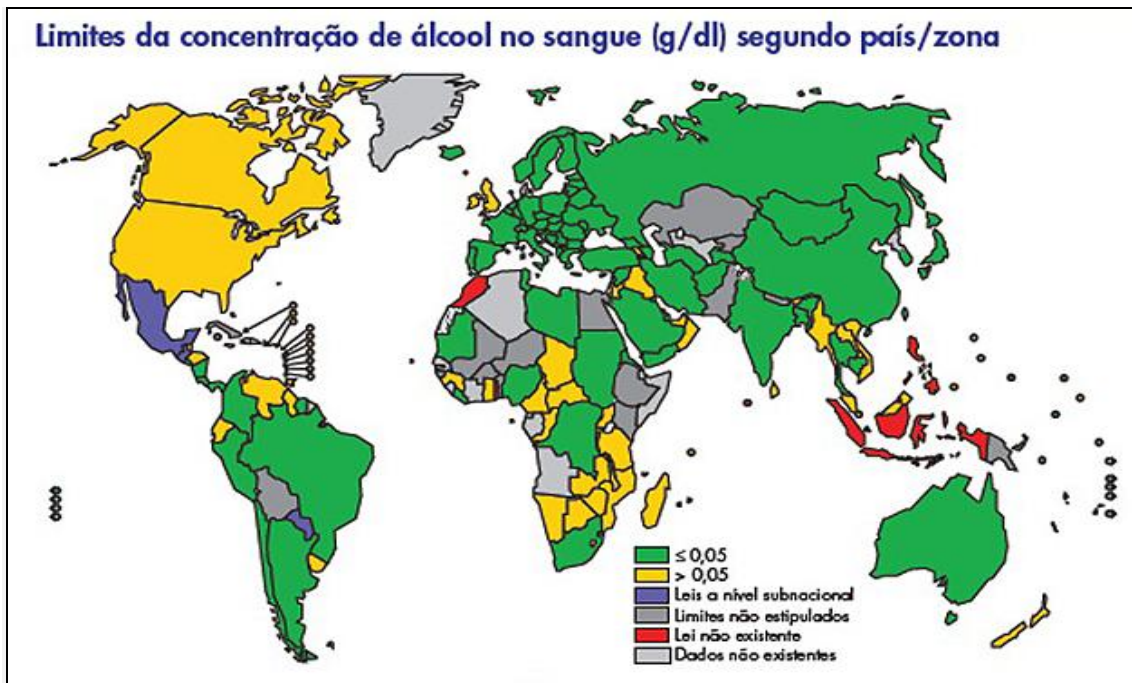 Limites da concentração de álcool no sangue (g/dl) segundo país/zona
≤ 0,05
> 0,05
Leis a nível subnacional
Limites não estipulados
Lei não existente
Dados não existentes